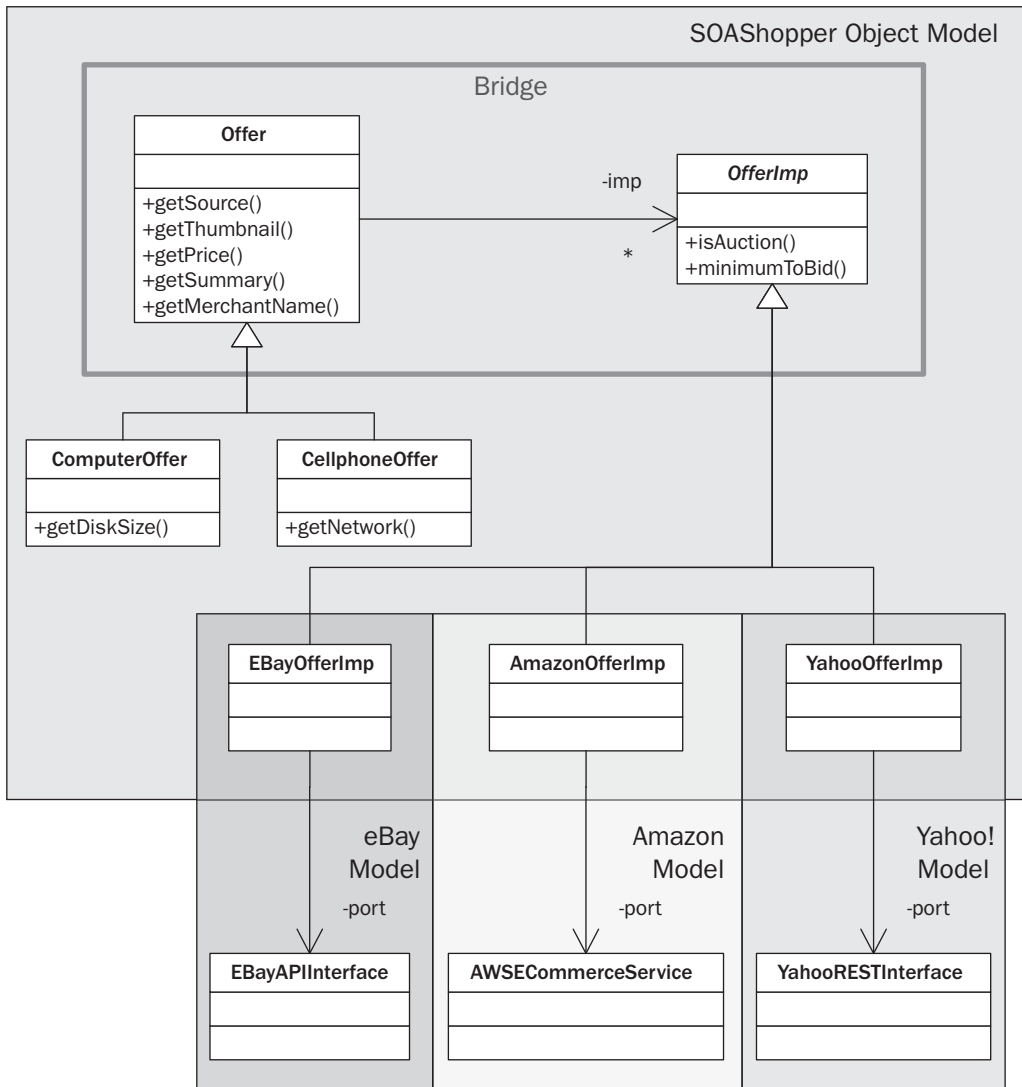 SOAShopper Object Model
Bridge
Offer
+getSource()
+getThumbnail()
+getPrice()
+getSummary()
+getMerchantName()
-imp
*
OfferImp
+isAuction()
+minimumToBid()
ComputerOffer
+getDiskSize()
CellphoneOffer
+getNetwork()
EBayOfferImp
AmazonOfferImp
YahooOfferImp
eBay
Model
-port
Amazon
Model
-port
Yahoo!
Model
-port
EBayAPIInterface
AWSECommerceService
YahooRESTInterface